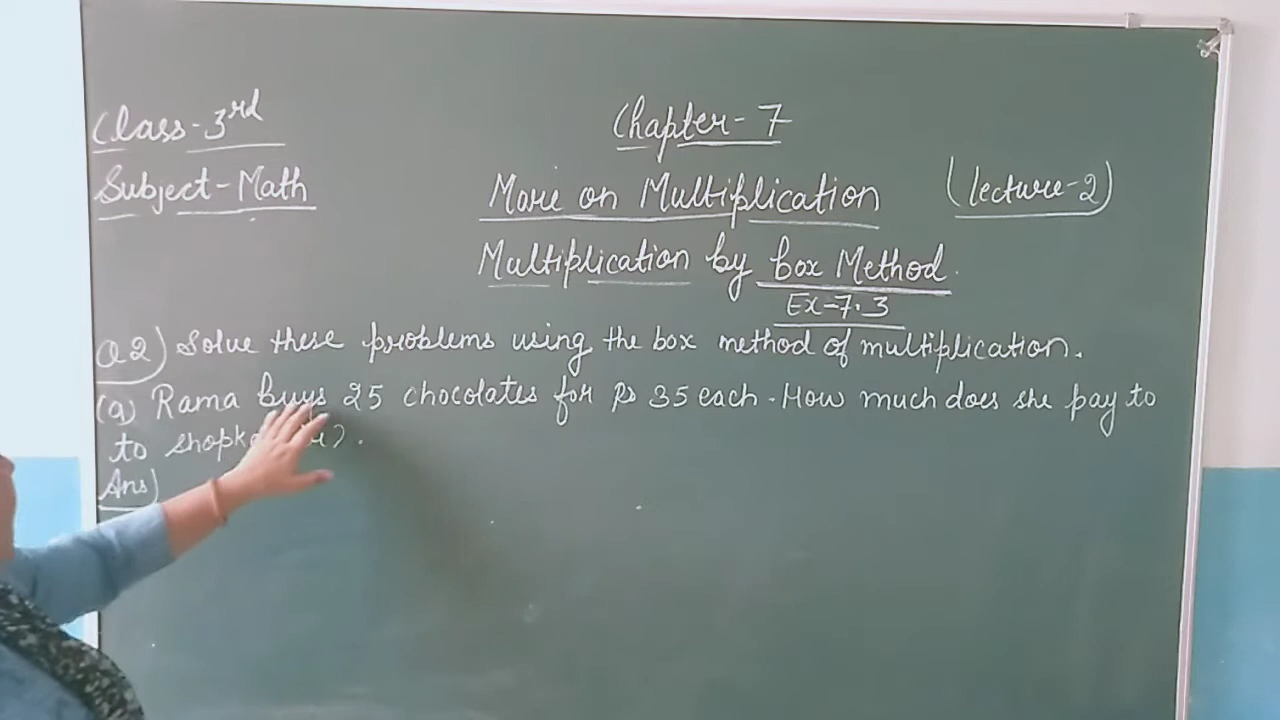 Class-3rd
Subject-Math
Chapter-7
More on Multiplication (lecture-2)
Multiplication by box Method.
Ex-7.3
Q2) Solve these problems using the box method of multiplication.
(a) Rama buys 25 chocolates for Rs 35 each. How much does she pay to
to
Ans)